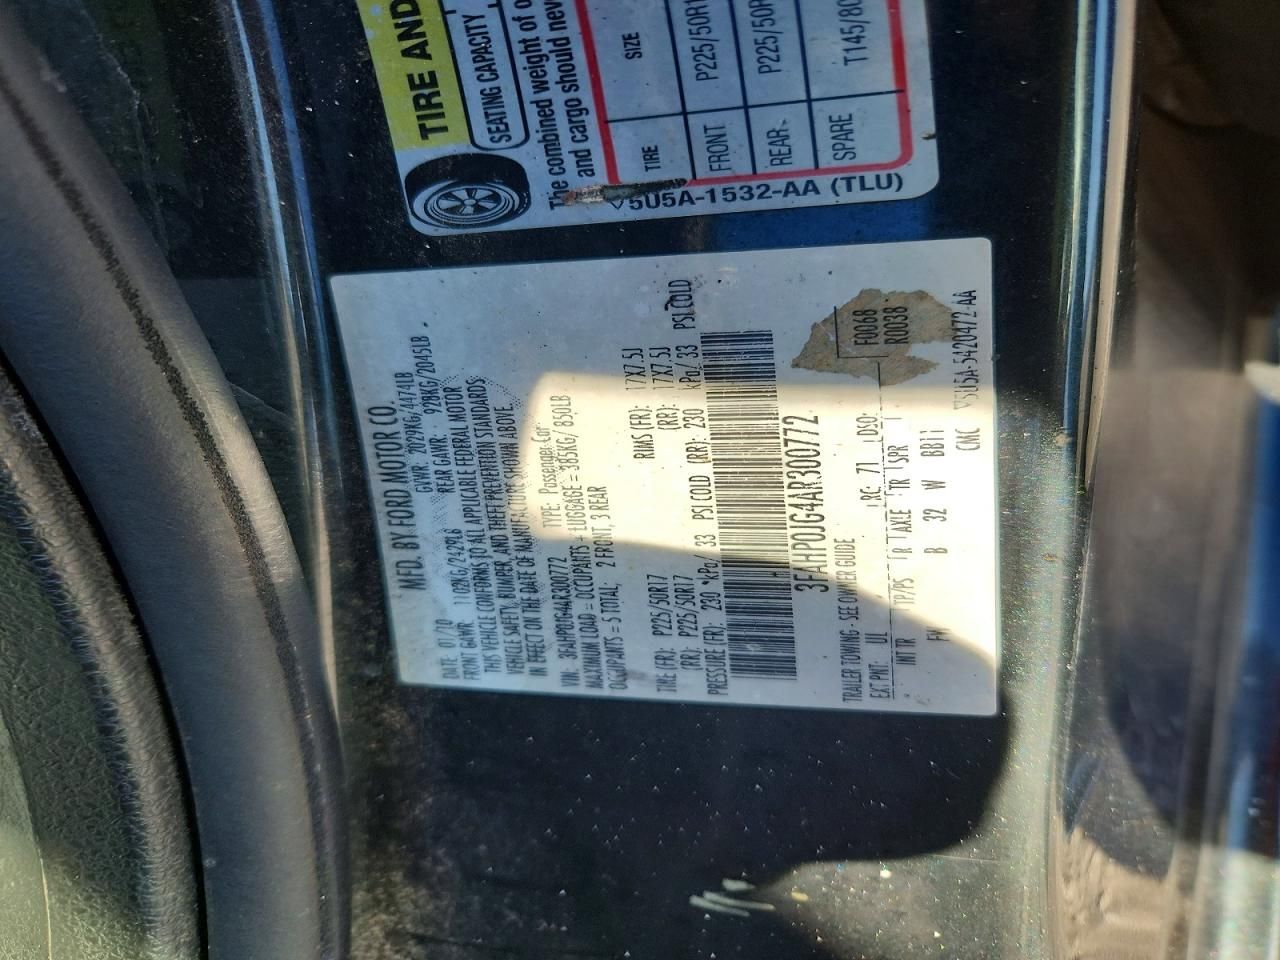 TIRE AND
SEATING CAPACITY
The combined weight of o
and cargo should neve
TIRE SIZE
FRONT P225/50R1
REAR P225/50R
SPARE T145/80
5U5A-1532-AA (TLU)
MFD. BY FORD MOTOR CO.
DATE: 01/10 GVWR: 2029KG/4474LB
FRONT GAWR: 1102KG/2429LB REAR GAWR: 928KG/2045LB
THIS VEHICLE CONFORMS TO ALL APPLICABLE FEDERAL MOTOR
VEHICLE SAFETY, BUMPER, AND THEFT PREVENTION STANDARDS
IN EFFECT ON THE DATE OF MANUFACTURE SHOWN ABOVE
VIN: 3FAHP0JG4AR300772 TYPE: Passenger Car
MAXIMUM LOAD = OCCUPANTS + LUGGAGE = 385KG/ 850LB
OCCUPANTS = 5 TOTAL; 2 FRONT, 3 REAR
TIRE (FR): P225/50R17 RIMS (FR): 17X7.5J
(RR): P225/50R17 (RR): 17X7.5J
PRESSURE (FR): 230 kPa/ 33 PSI COLD (RR): 230 kPa/ 33 PSI COLD
3FAHP0JG4AR300772
TRAILER TOWING - SEE OWNER GUIDE
EXT PNT: UL RC: 71 DSO: F0068
R0038
INT TR TP/PS R AXLE TR SPR
FW B 32 W BB11
CMC 5U5A-5420472-AA